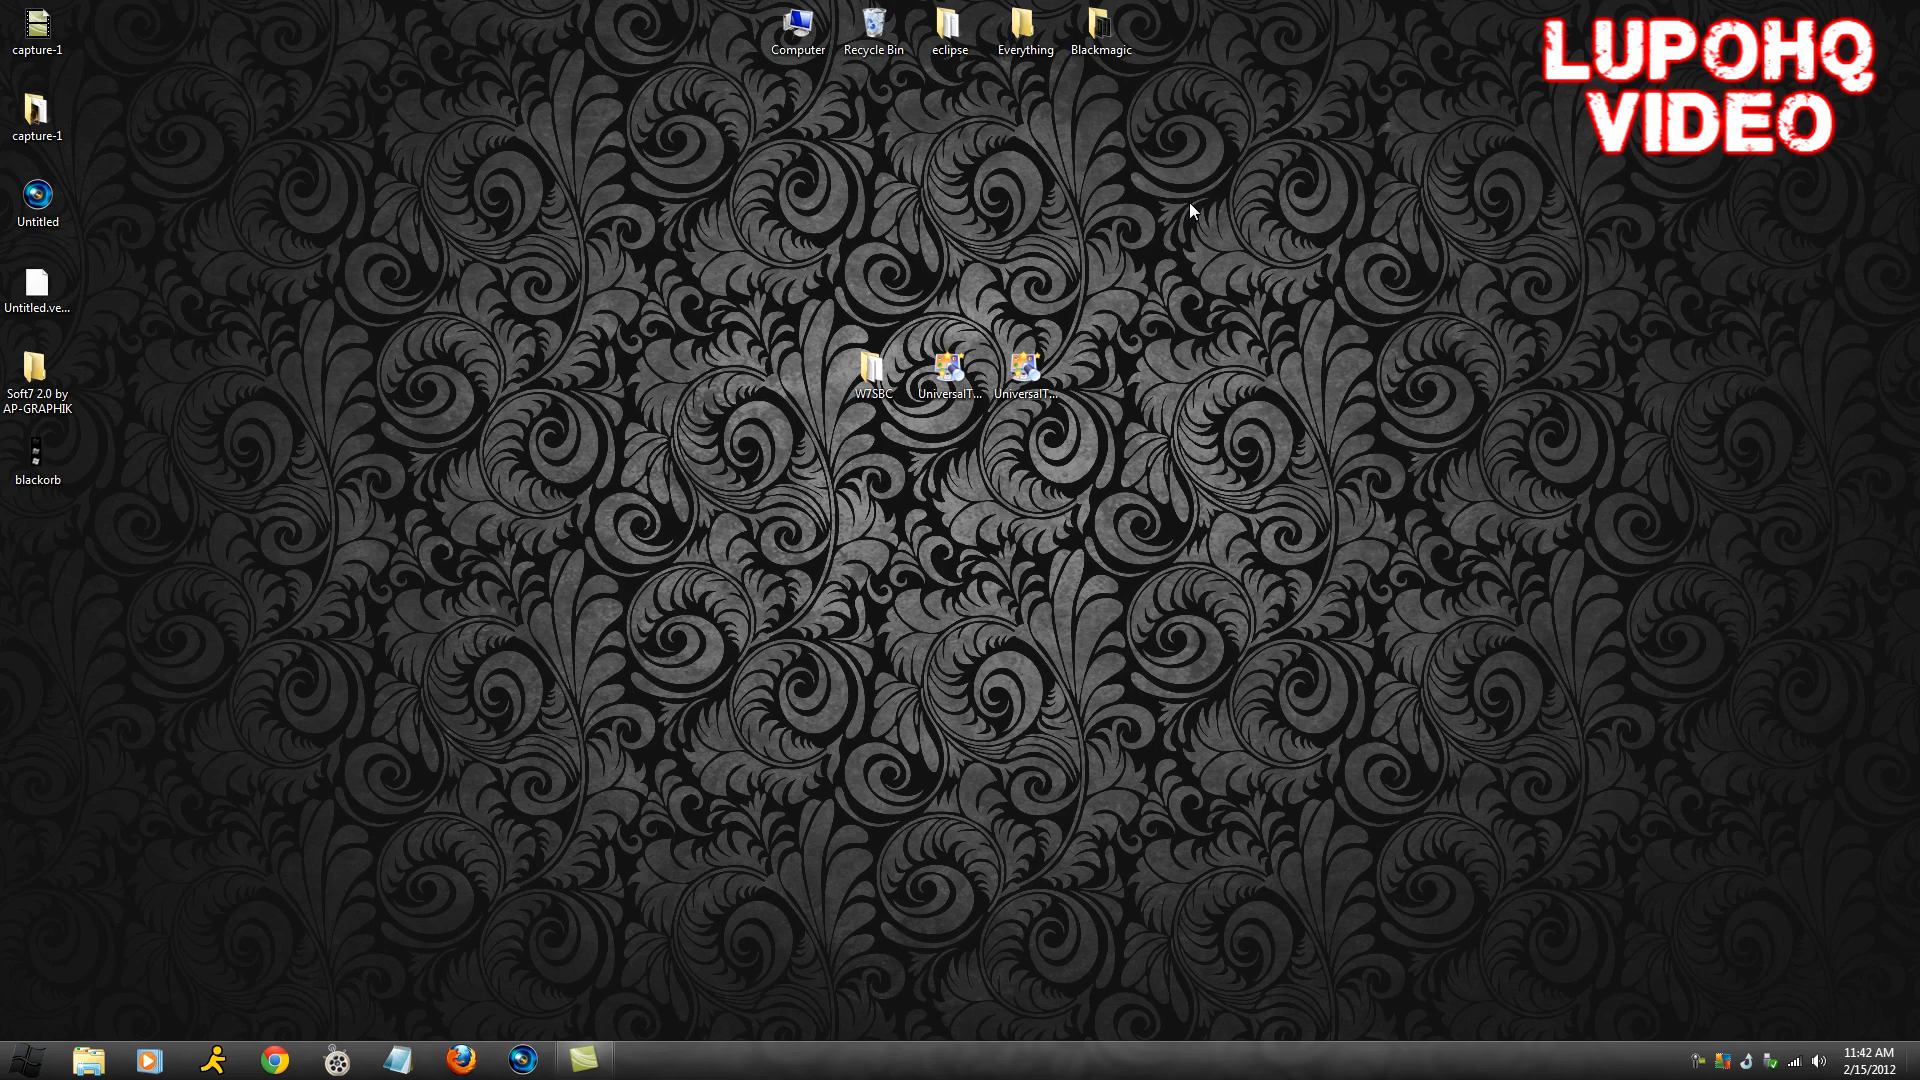 capture-1
Computer
Recycle Bin
eclipse
Everything
Blackmagic
LUPOHQ
VIDEO
capture-1
Untitled
Untitled.ve...
W7SBC
UniversalT...
UniversalT...
Soft7 2.0 by
AP-GRAPHIK
blackorb
11:42 AM
2/15/2012